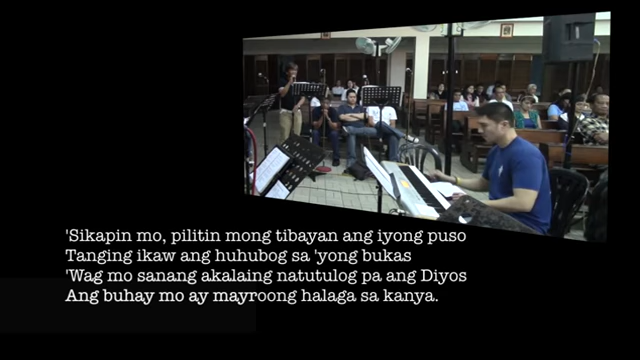 'Sikapin mo, pilitin mong tibayan ang iyong puso
Tanging ikaw ang huhubog sa 'yong bukas
'Wag mo sanang akalaing natutulog pa ang Diyos
Ang buhay mo ay mayroong halaga sa kanya.